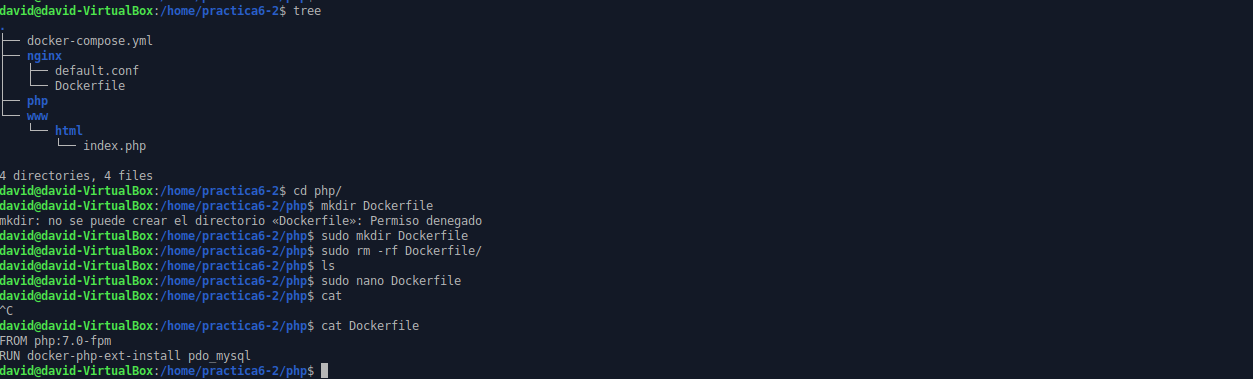 david@david-VirtualBox:/home/practica6-2$ tree
.
├── docker-compose.yml
├── nginx
│   ├── default.conf
│   └── Dockerfile
├── php
└── www
    └── html
        └── index.php

4 directories, 4 files
david@david-VirtualBox:/home/practica6-2$ cd php/
david@david-VirtualBox:/home/practica6-2/php$ mkdir Dockerfile
mkdir: no se puede crear el directorio «Dockerfile»: Permiso denegado
david@david-VirtualBox:/home/practica6-2/php$ sudo mkdir Dockerfile
david@david-VirtualBox:/home/practica6-2/php$ sudo rm -rf Dockerfile/
david@david-VirtualBox:/home/practica6-2/php$ ls
david@david-VirtualBox:/home/practica6-2/php$ sudo nano Dockerfile
david@david-VirtualBox:/home/practica6-2/php$ cat
^C
david@david-VirtualBox:/home/practica6-2/php$ cat Dockerfile
FROM php:7.0-fpm
RUN docker-php-ext-install pdo_mysql
david@david-VirtualBox:/home/practica6-2/php$